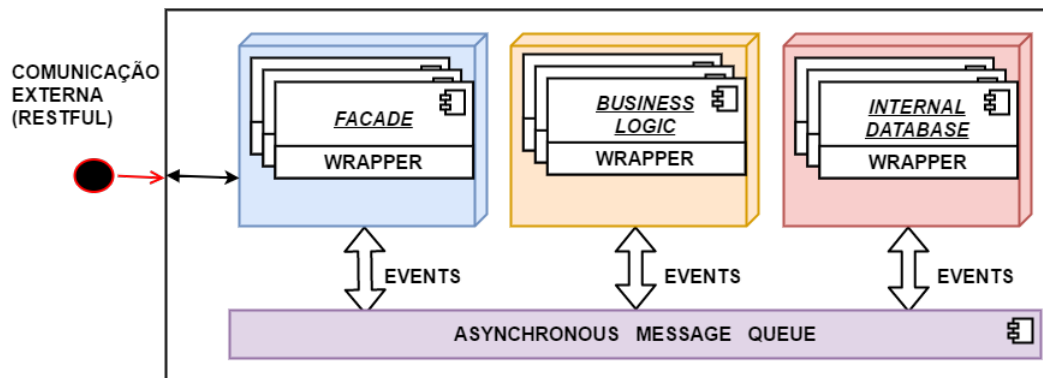 COMUNICAÇÃO
EXTERNA
(RESTFUL)
FACADE
WRAPPER
BUSINESS
LOGIC
WRAPPER
INTERNAL
DATABASE
WRAPPER
EVENTS
EVENTS
EVENTS
ASYNCHRONOUS MESSAGE QUEUE